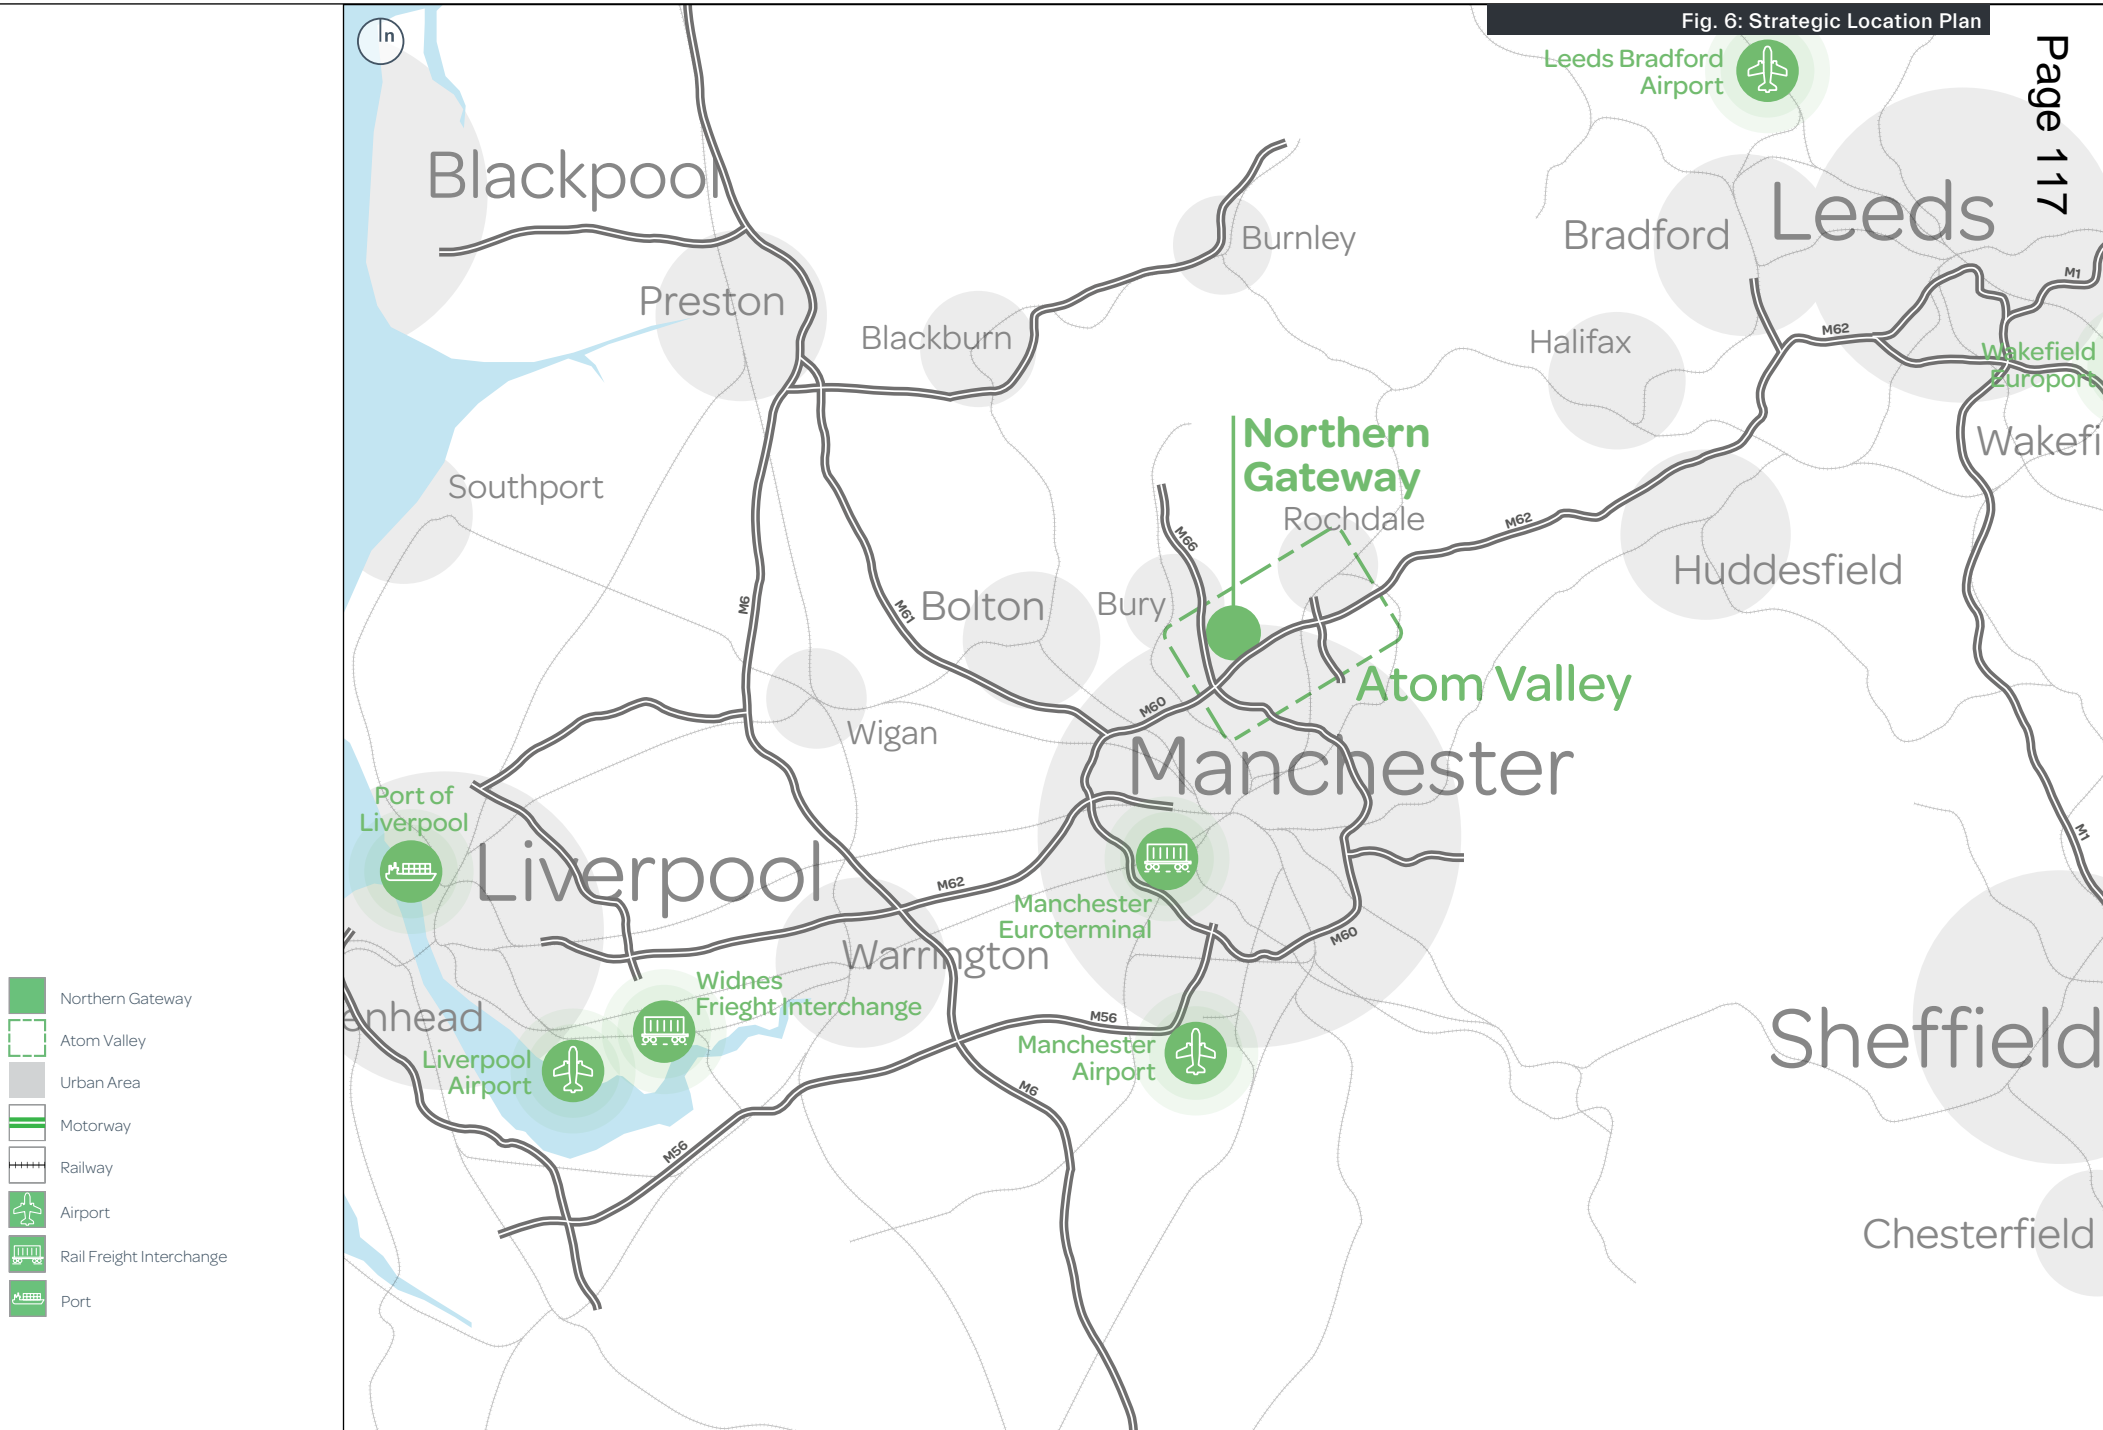 n
Fig. 6: Strategic Location Plan
Page 117
Leeds Bradford
Airport
Blackpool
Leeds
Bradford
Burnley
M1
Preston
Blackburn
Halifax
M62
Wakefield
Europort
Northern
Gateway
Wakefi
Southport
Rochdale
M62
M66
Huddesfield
M6
M61
Bolton
Bury
Atom Valley
M60
Wigan
Manchester
Port of
Liverpool
M1
Liverpool
M62
Manchester
Euroterminal
M60
Warrington
Widnes
Frieght Interchange
enhead
M56
Sheffield
Liverpool
Airport
Manchester
Airport
M6
M56
Chesterfield
Northern Gateway
Atom Valley
Urban Area
Motorway
Railway
Airport
Rail Freight Interchange
Port